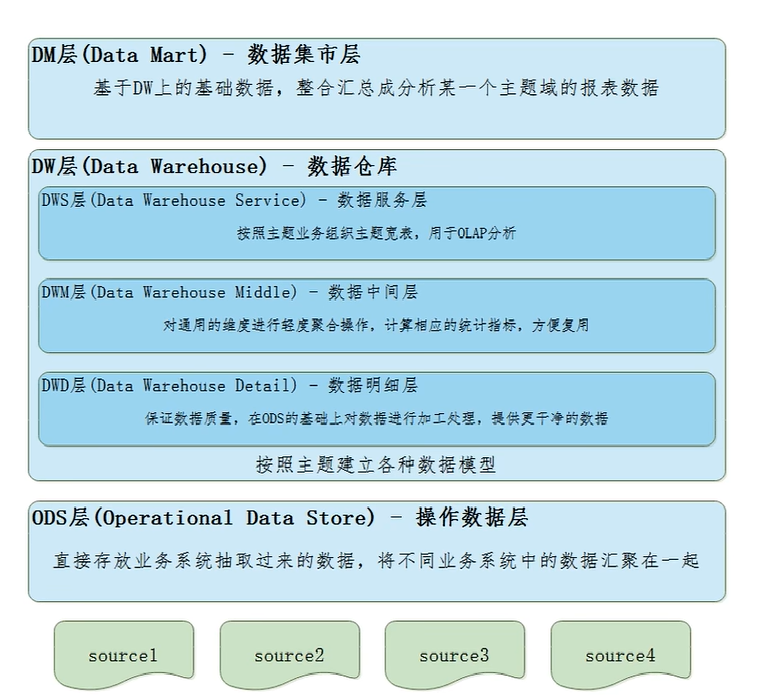 DM层(Data Mart) - 数据集市层
基于DW上的基础数据，整合汇总成分析某一个主题域的报表数据
DW层(Data Warehouse) - 数据仓库
DWS层(Data Warehouse Service) - 数据服务层
按照主题业务组织主题宽表，用于OLAP分析
DWM层(Data Warehouse Middle) - 数据中间层
对通用的维度进行轻度聚合操作，计算相应的统计指标，方便复用
DWD层(Data Warehouse Detail) - 数据明细层
保证数据质量，在ODS的基础上对数据进行加工处理，提供更干净的数据
按照主题建立各种数据模型
ODS层(Operational Data Store) - 操作数据层
直接存放业务系统抽取过来的数据，将不同业务系统中的数据汇聚在一起
source1
source2
source3
source4